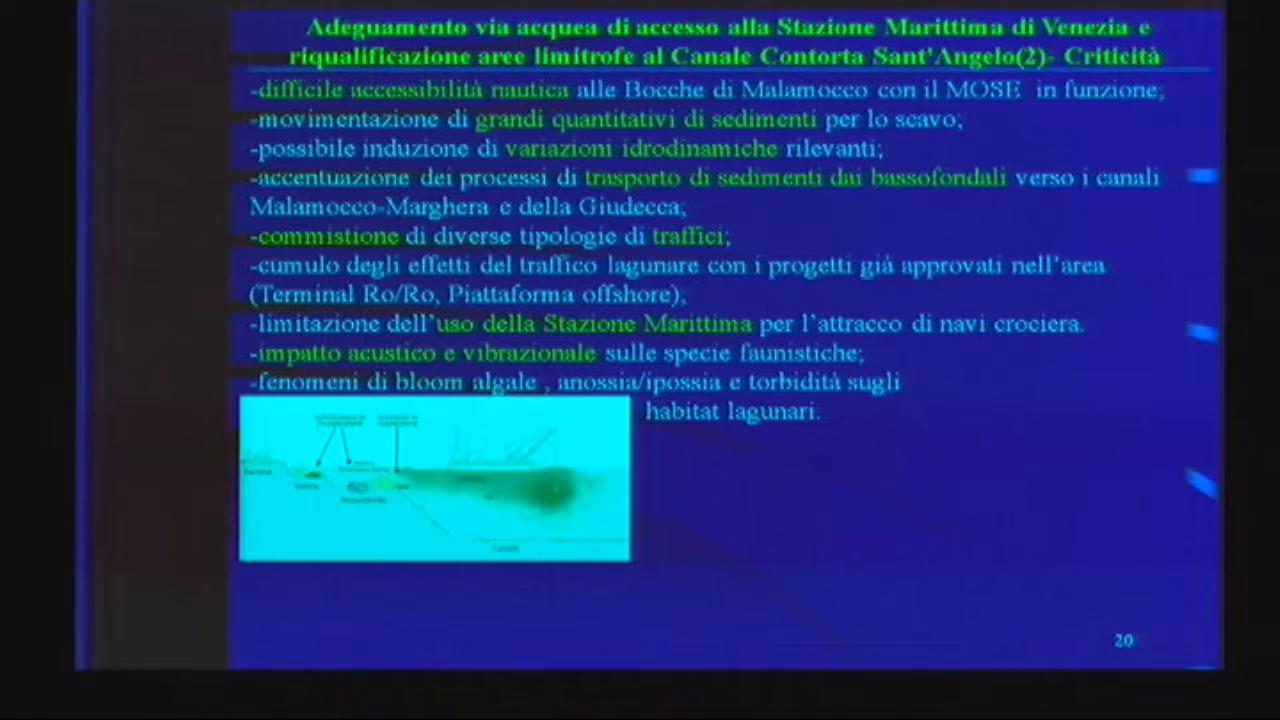 Adeguamento via acquea di accesso alla Stazione Marittima di Venezia e
riqualificazione aree limitrofe al Canale Contorta Sant'Angelo(2)- Criticità
-difficile accessibilità nautica alle Bocche di Malamocco con il MOSE in funzione;
-movimentazione di grandi quantitativi di sedimenti per lo scavo;
-possibile induzione di variazioni idrodinamiche rilevanti;
-accentuazione dei processi di trasporto di sedimenti dai bassofondali verso i canali
Malamocco-Marghera e della Giudecca;
-commistione di diverse tipologie di traffici;
-cumulo degli effetti del traffico lagunare con i progetti già approvati nell'area
(Terminal Ro/Ro, Piattaforma offshore);
-limitazione dell'uso della Stazione Marittima per l'attracco di navi crociera.
-impatto acustico e vibrazionale sulle specie faunistiche;
-fenomeni di bloom algale , anossia/ipossia e torbidità sugli
habitat lagunari.
Canale
20